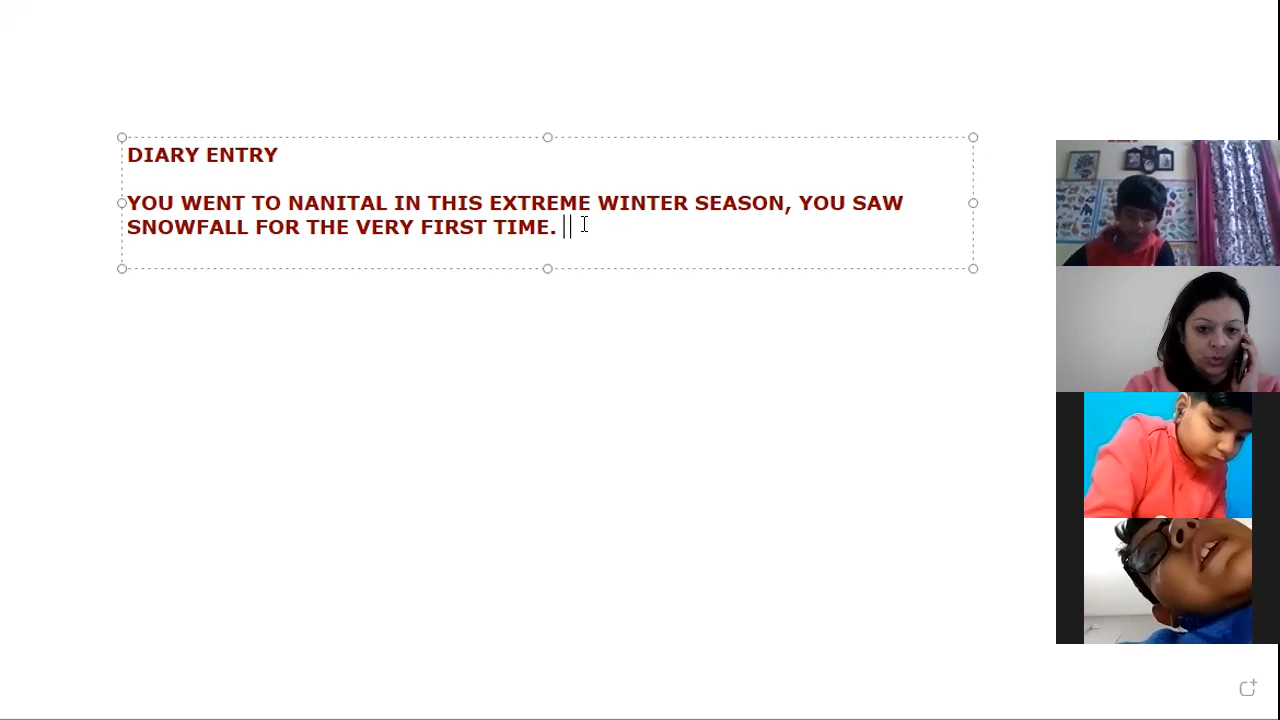 DIARY ENTRY
YOU WENT TO NANITAL IN THIS EXTREME WINTER SEASON, YOU SAW
SNOWFALL FOR THE VERY FIRST TIME.